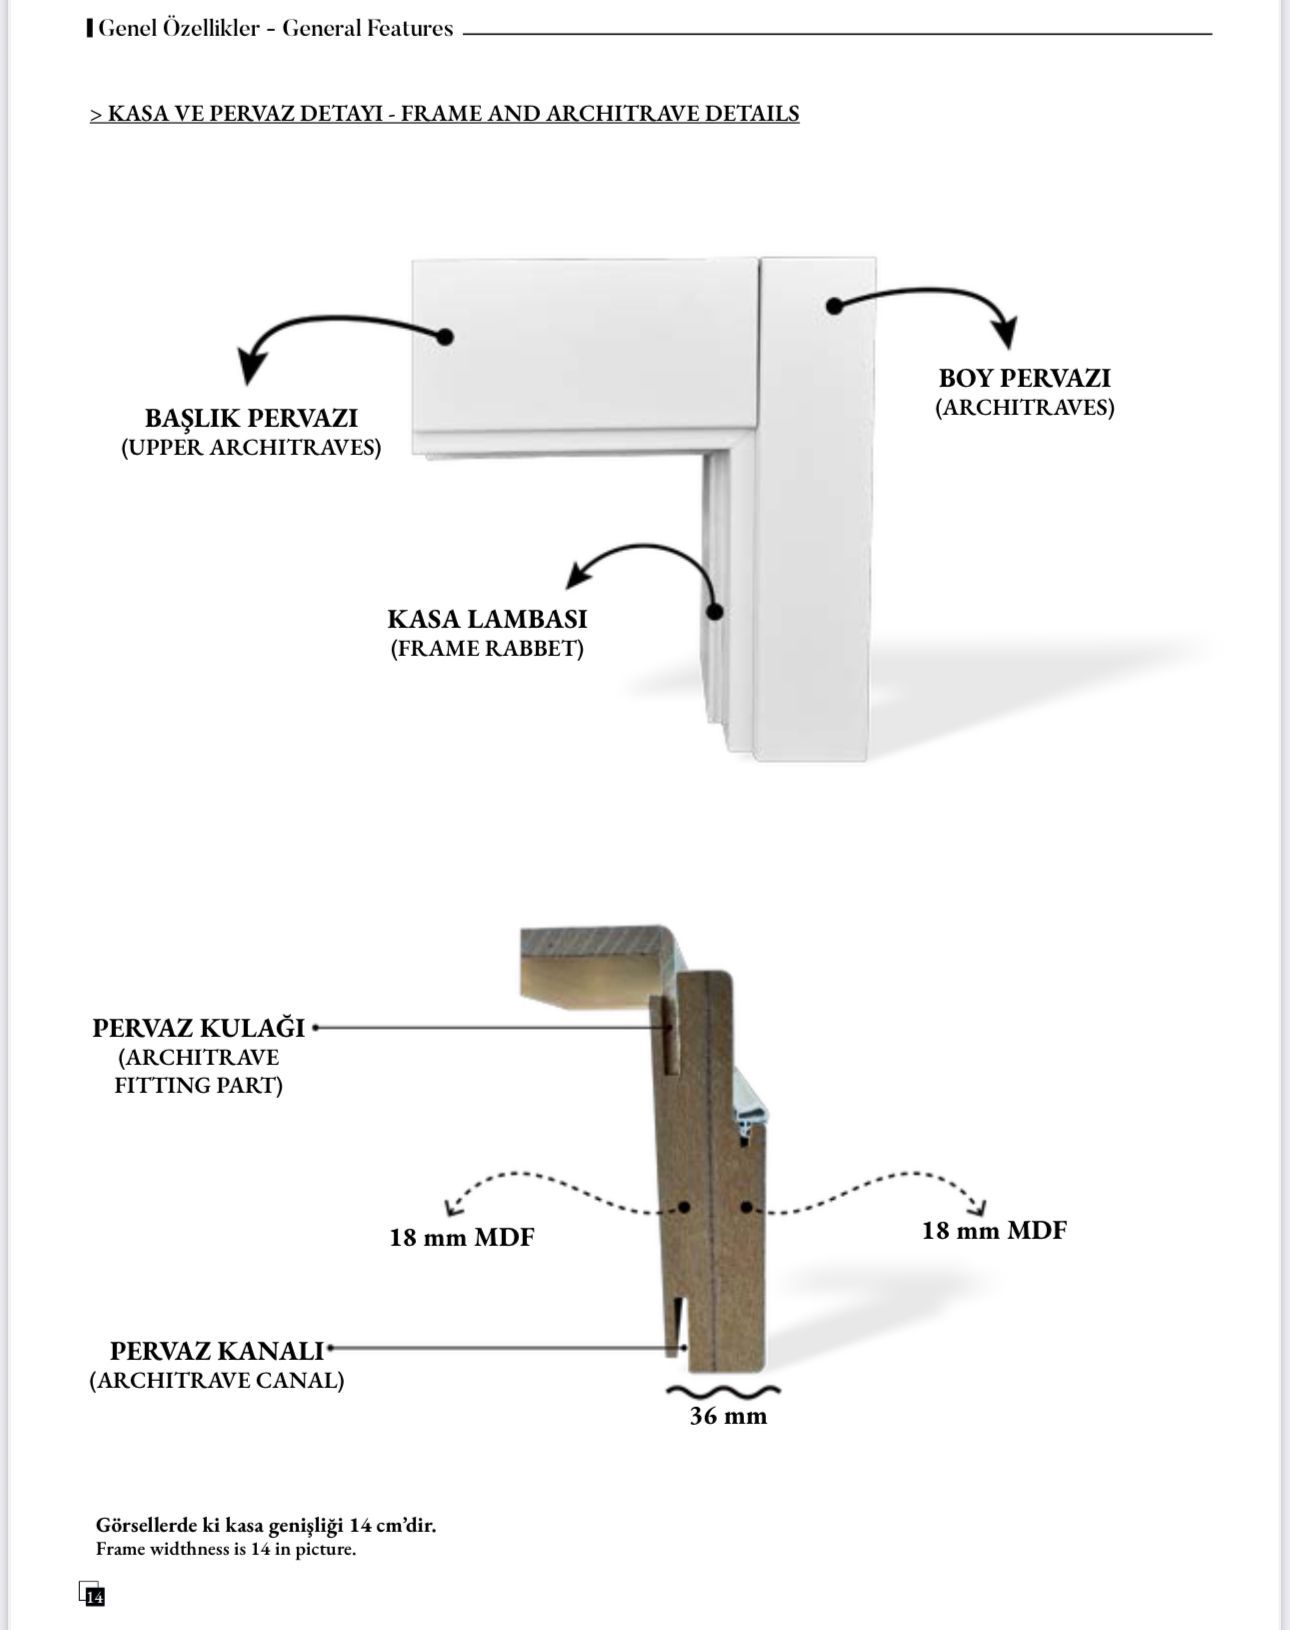 Genel Özellikler - General Features
> KASA VE PERVAZ DETAYI - FRAME AND ARCHITRAVE DETAILS
BAŞLIK PERVAZI
(UPPER ARCHITRAVES)
BOY PERVAZI
(ARCHITRAVES)
KASA LAMBASI
(FRAME RABBET)
PERVAZ KULAĞI
(ARCHITRAVE
FITTING PART)
18 mm MDF
18 mm MDF
PERVAZ KANALI
(ARCHITRAVE CANAL)
36 mm
Görsellerde ki kasa genişliği 14 cm'dir.
Frame widthness is 14 in picture.
14